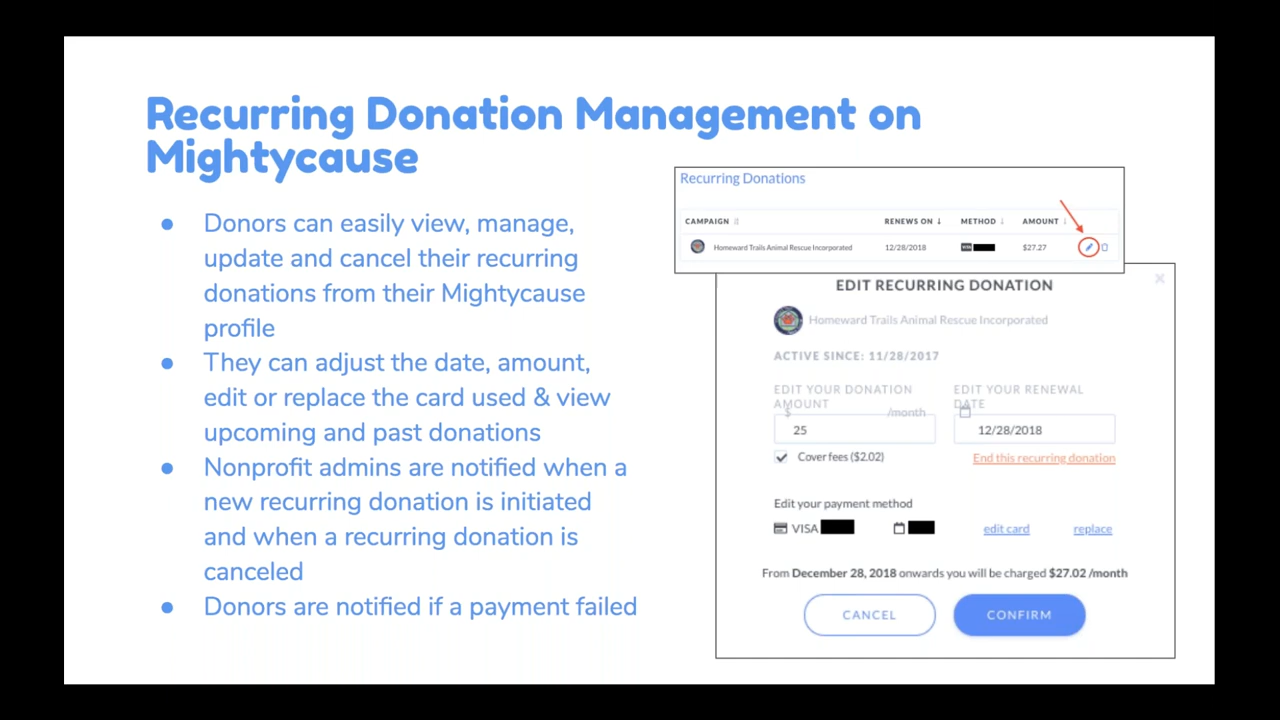 Recurring Donation Management on
Mightycause
● Donors can easily view, manage,
update and cancel their recurring
donations from their Mightycause
profile
● They can adjust the date, amount,
edit or replace the card used & view
upcoming and past donations
● Nonprofit admins are notified when a
new recurring donation is initiated
and when a recurring donation is
canceled
● Donors are notified if a payment failed
Recurring Donations
CAMPAIGN RENEWS ON ↓ METHOD AMOUNT
Homeward Trails Animal Rescue Incorporated 12/28/2018 VISA $27.27
EDIT RECURRING DONATION
Homeward Trails Animal Rescue Incorporated
ACTIVE SINCE: 11/28/2017
EDIT YOUR DONATION EDIT YOUR RENEWAL
AMOUNT DATE
$ /month
25 12/28/2018
Cover fees ($2.02) End this recurring donation
Edit your payment method
VISA edit card replace
From December 28, 2018 onwards you will be charged $27.02 /month
CANCEL CONFIRM